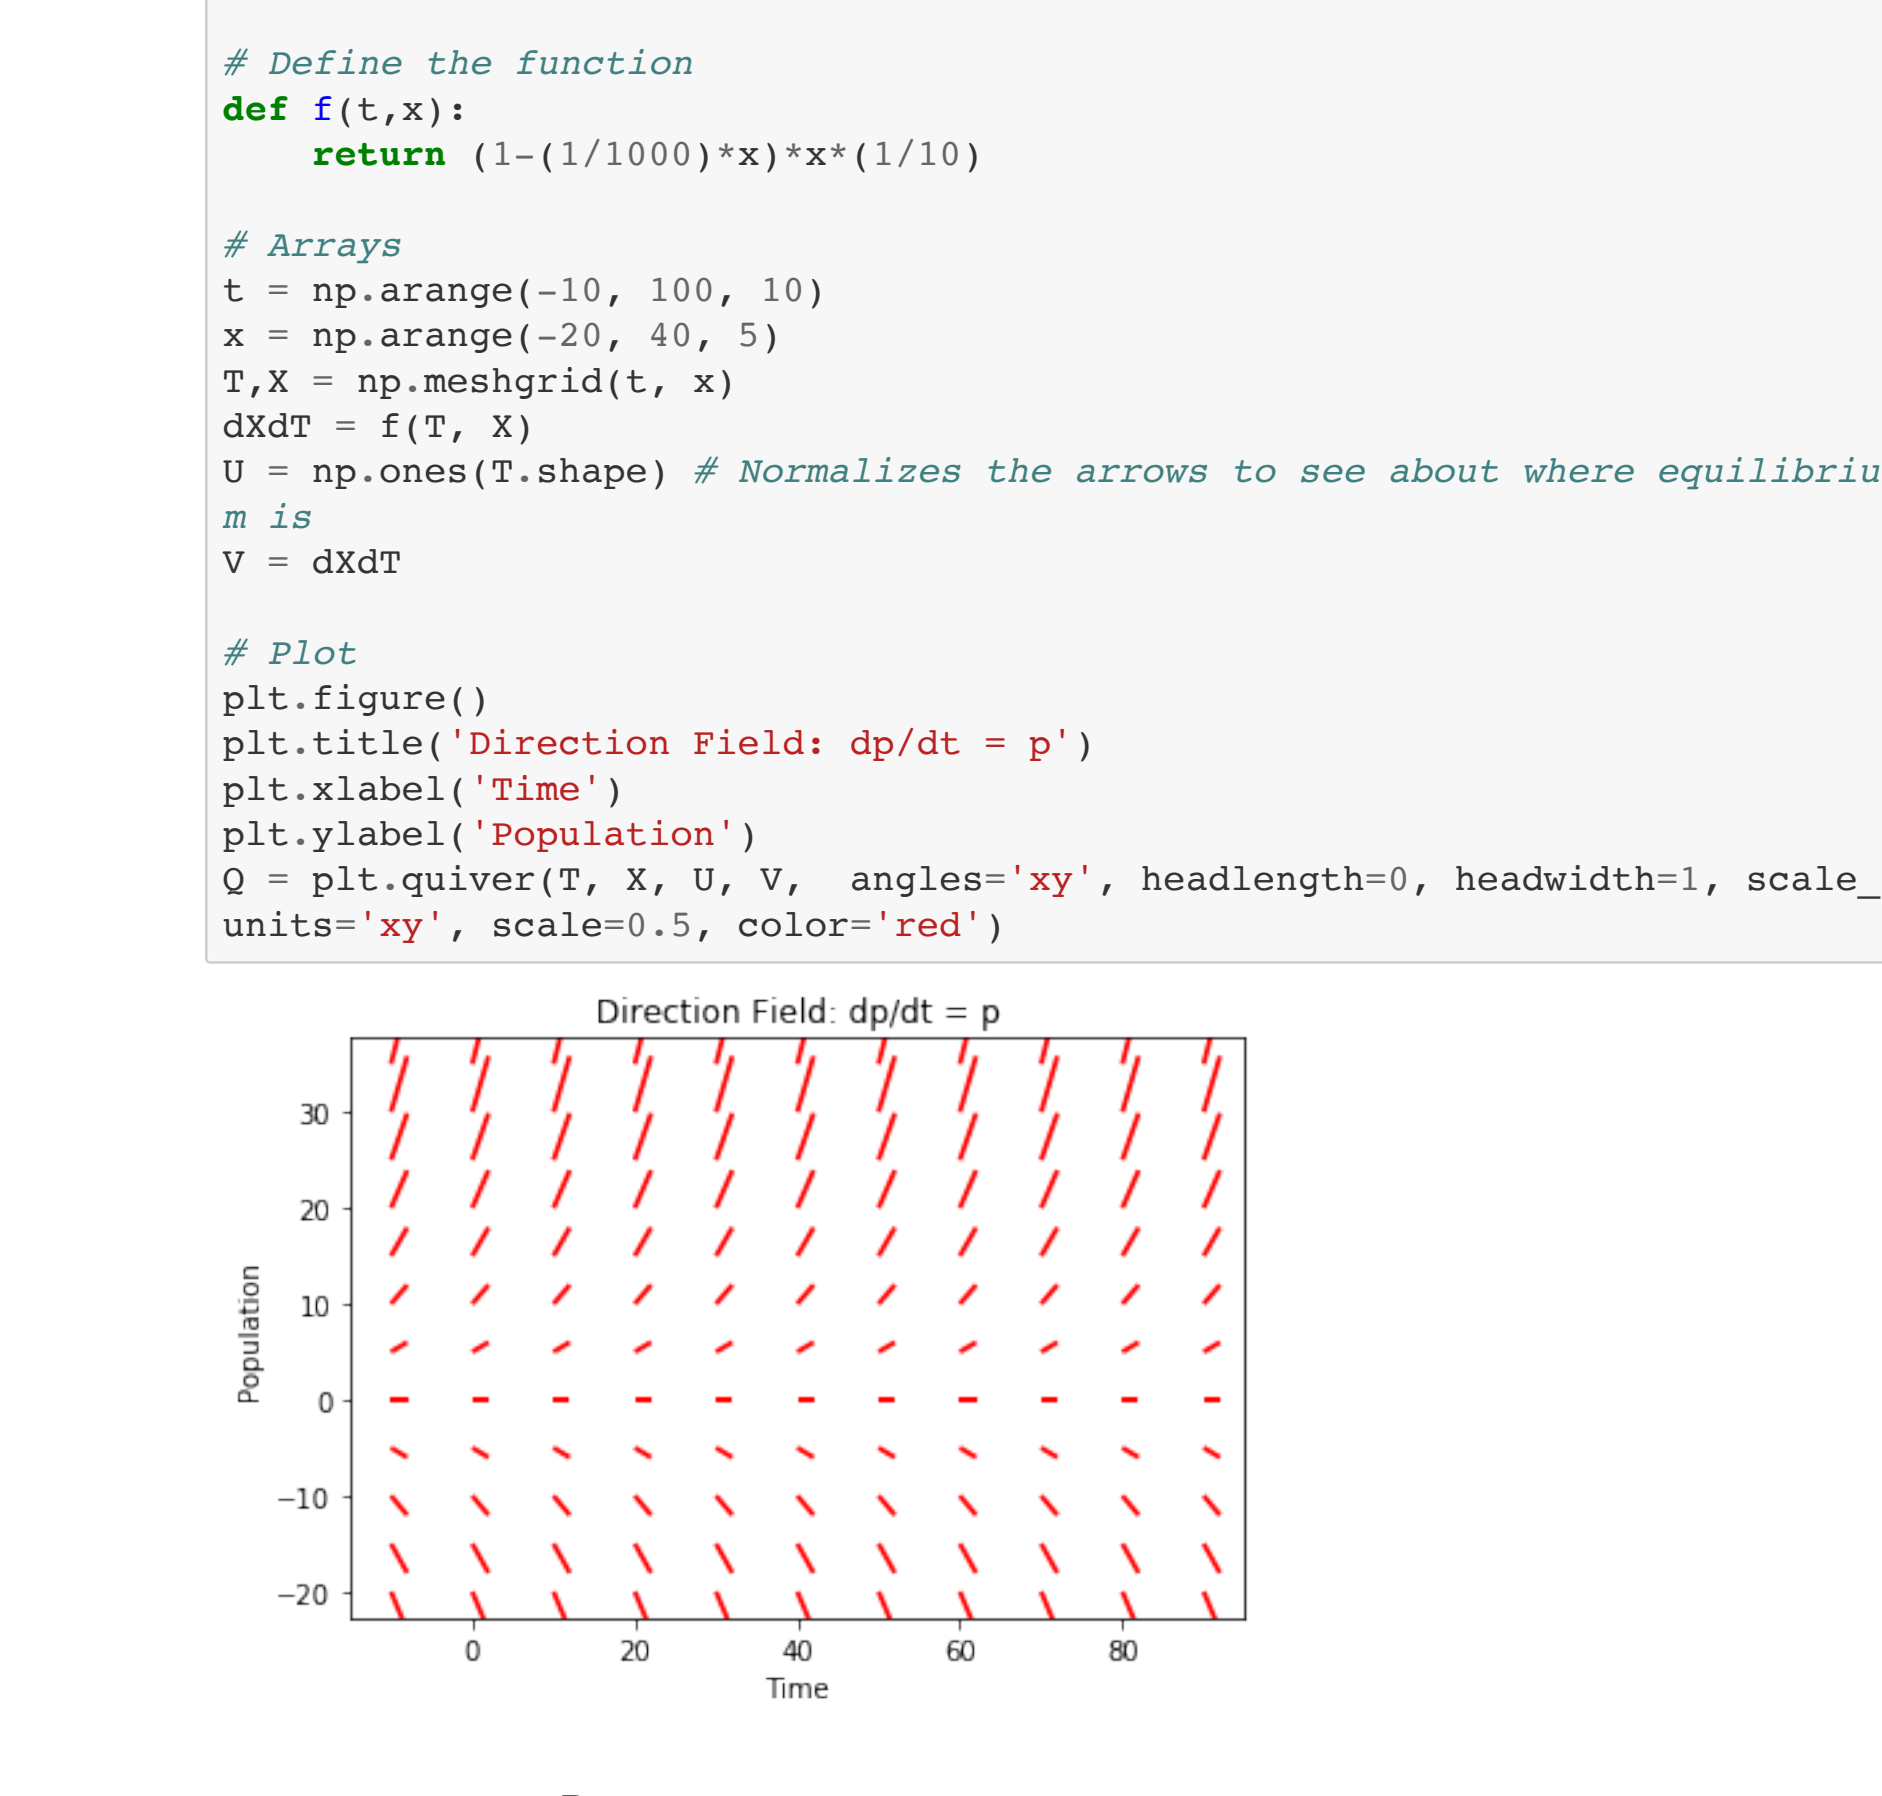 # Define the function
def f(t,x):
    return (1-(1/1000)*x)*x*(1/10)
# Arrays
t = np.arange(-10, 100, 10)
x = np.arange(-20, 40, 5)
T,X = np.meshgrid(t, x)
dXdT = f(T, X)
U = np.ones(T.shape) # Normalizes the arrows to see about where equilibriu
m is
V = dXdT
# Plot
plt.figure()
plt.title('Direction Field: dp/dt = p')
plt.xlabel('Time')
plt.ylabel('Population')
Q = plt.quiver(T, X, U, V,  angles='xy', headlength=0, headwidth=1, scale_
units='xy', scale=0.5, color='red')
Direction Field: dp/dt = p
Population
30
20
10
0
−10
−20
0 20 40 60 80
Time